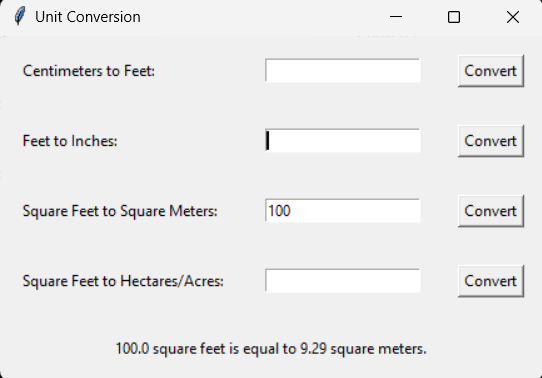 Unit Conversion
Centimeters to Feet: Convert
Feet to Inches: Convert
Square Feet to Square Meters: 100 Convert
Square Feet to Hectares/Acres: Convert
100.0 square feet is equal to 9.29 square meters.